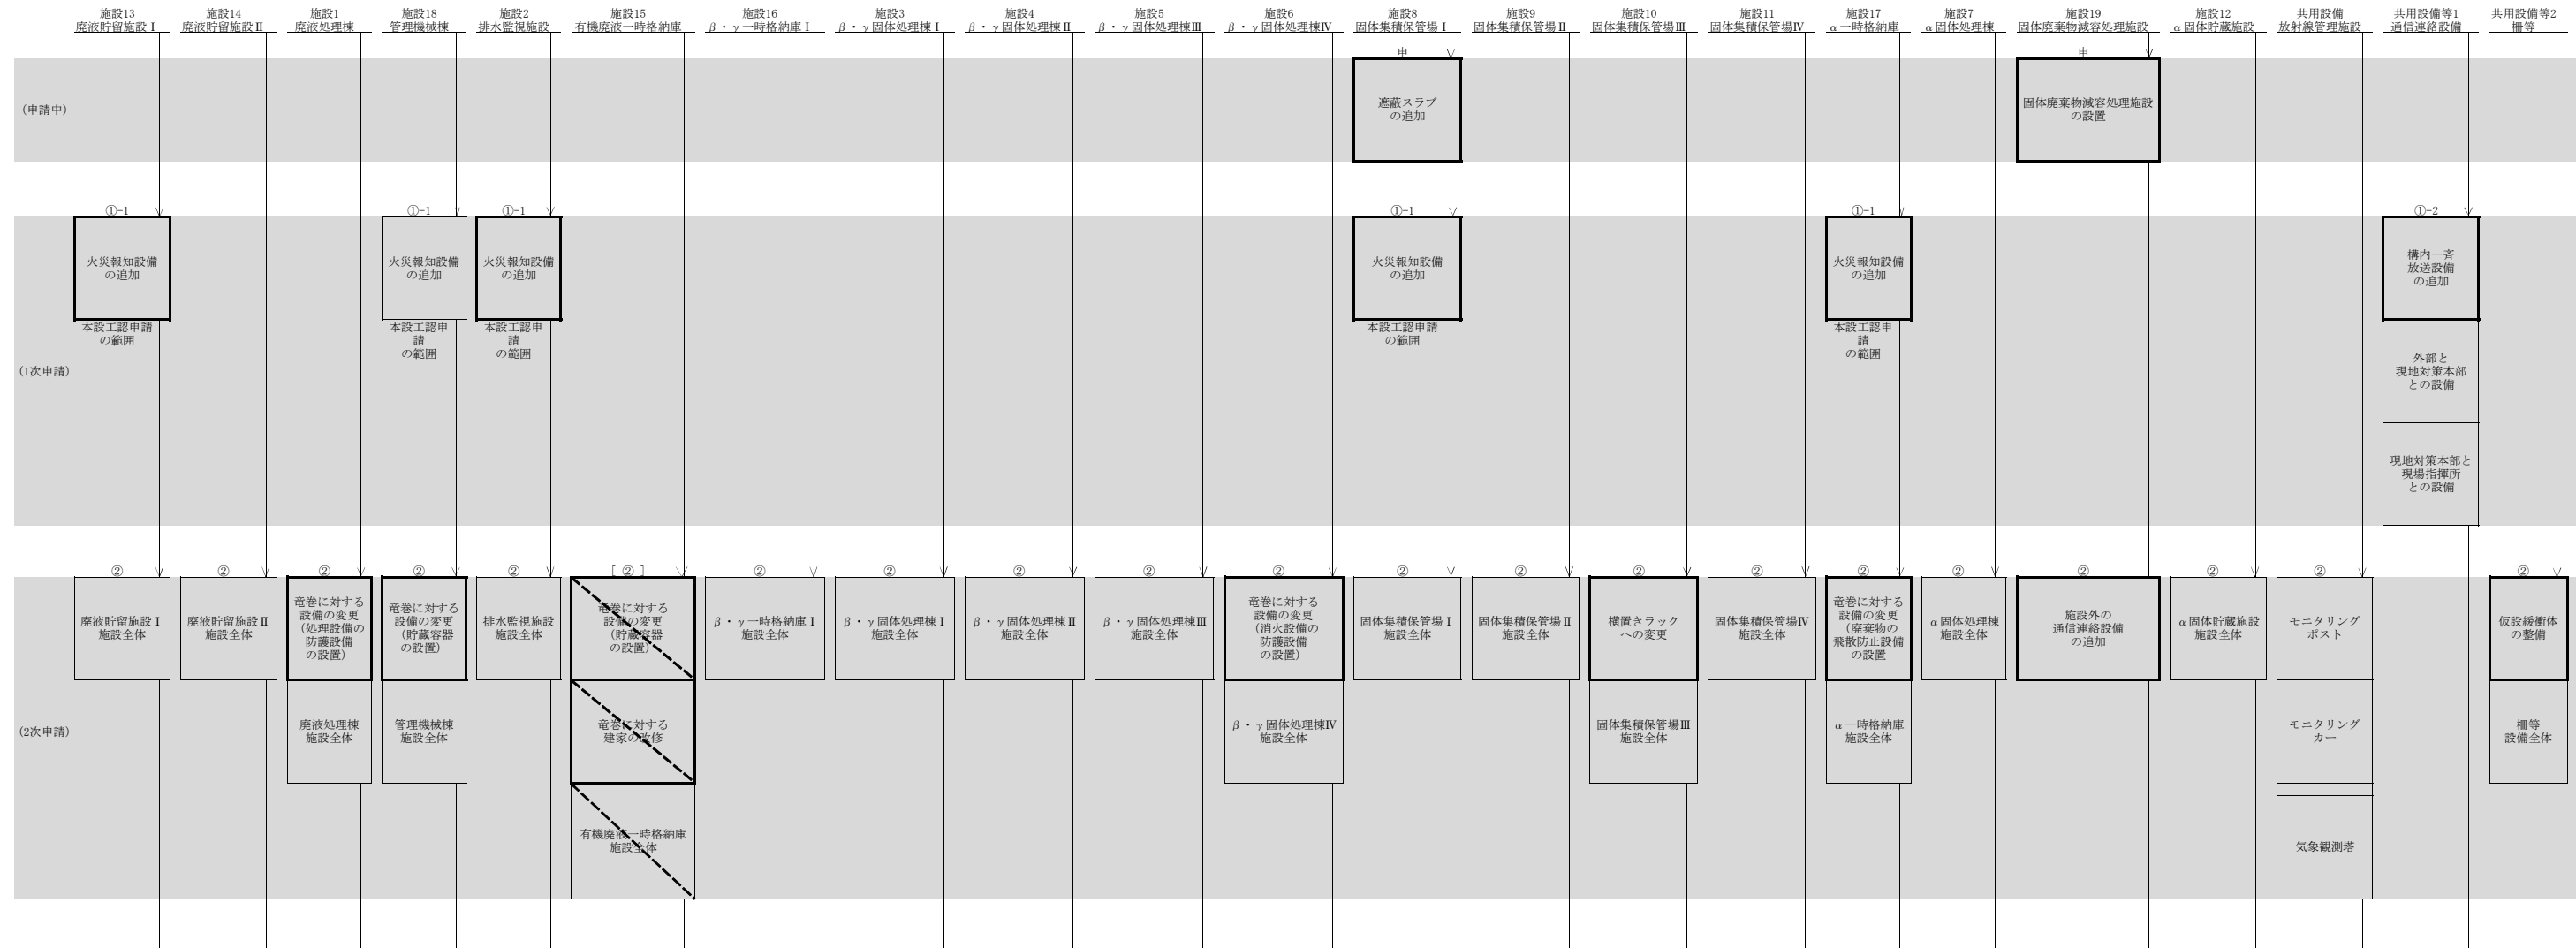 施設13
廃液貯留施設Ⅰ
施設14
廃液貯留施設Ⅱ
施設1
廃液処理棟
施設18
管理機械棟
施設2
排水監視施設
施設15
有機廃液一時格納庫
施設16
β・γ一時格納庫Ⅰ
施設3
β・γ固体処理棟Ⅰ
施設4
β・γ固体処理棟Ⅱ
施設5
β・γ固体処理棟Ⅲ
施設6
β・γ固体処理棟Ⅳ
施設8
固体集積保管場Ⅰ
施設9
固体集積保管場Ⅱ
施設10
固体集積保管場Ⅲ
施設11
固体集積保管場Ⅳ
施設17
α一時格納庫
施設7
α固体処理棟
施設19
固体廃棄物減容処理施設
施設12
α固体貯蔵施設
共用設備
放射線管理施設
共用設備等1
通信連絡設備
共用設備等2
柵等
(申請中)
申
遮蔽スラブ
の追加
申
固体廃棄物減容処理施設
の設置
(1次申請)
①-1
火災報知設備
の追加
本設工認申請
の範囲
①-1
火災報知設備
の追加
本設工認申
請
の範囲
①-1
火災報知設備
の追加
本設工認申
請
の範囲
①-1
火災報知設備
の追加
本設工認申請
の範囲
①-1
火災報知設備
の追加
本設工認申
請
の範囲
①-2
構内一斉
放送設備
の追加
外部と
現地対策本部
との設備
現地対策本部と
現場指揮所
との設備
(2次申請)
②
廃液貯留施設Ⅰ
施設全体
②
廃液貯留施設Ⅱ
施設全体
②
竜巻に対する
設備の変更
（処理設備の
防護設備
の設置）
廃液処理棟
施設全体
②
竜巻に対する
設備の変更
（貯蔵容器
の設置）
管理機械棟
施設全体
②
排水監視施設
施設全体
[ ② ]
竜巻に対する
設備の変更
（貯蔵容器
の設置）
竜巻に対する
建家の改修
有機廃液一時格納庫
施設全体
②
β・γ一時格納庫Ⅰ
施設全体
②
β・γ固体処理棟Ⅰ
施設全体
②
β・γ固体処理棟Ⅱ
施設全体
②
β・γ固体処理棟Ⅲ
施設全体
②
竜巻に対する
設備の変更
（消火設備の
防護設備
の設置）
β・γ固体処理棟Ⅳ
施設全体
②
固体集積保管場Ⅰ
施設全体
②
固体集積保管場Ⅱ
施設全体
②
横置きラック
への変更
固体集積保管場Ⅲ
施設全体
②
固体集積保管場Ⅳ
施設全体
②
竜巻に対する
設備の変更
（廃棄物の
飛散防止設備
の設置
α一時格納庫
施設全体
②
α固体処理棟
施設全体
②
施設外の
通信連絡設備
の追加
②
α固体貯蔵施設
施設全体
②
モニタリング
ポスト
モニタリング
カー
気象観測塔
②
仮設緩衝体
の整備
柵等
設備全体